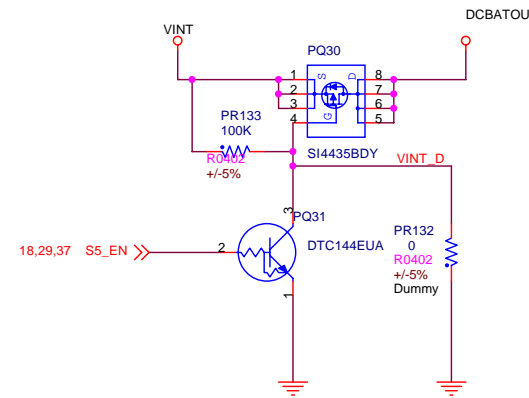 DCBATOU
VINT
PQ30
1
2
3
4
S
D
G
8
7
6
5
PR133
100K
R0402
+/-5%
SI4435BDY
VINT_D
3
PQ31
PR132
0
R0402
+/-5%
Dummy
18,29,37 S5_EN
2
DTC144EUA
1